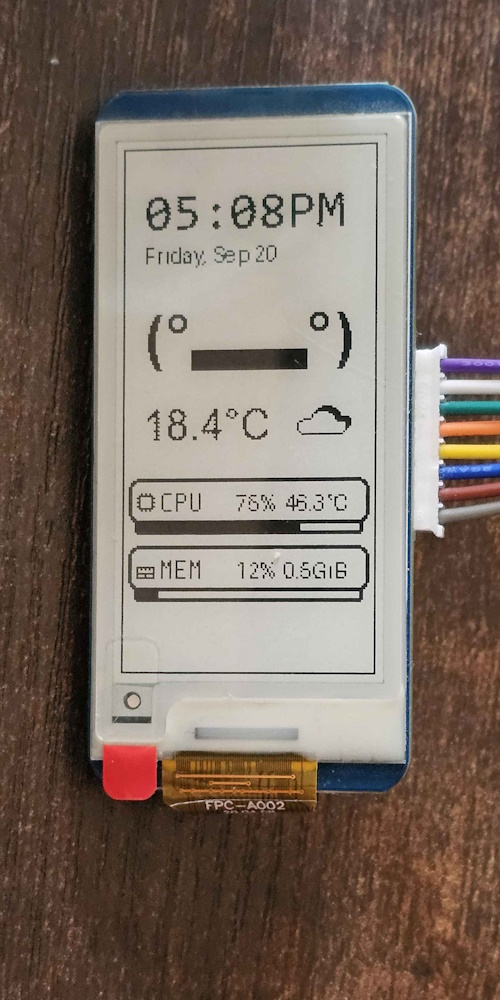 05:08PM
Friday, Sep 20
(° ▬ °)
18.4°C
CPU 76% 46.3°C
MEM 12% 0.5GiB
FPC-A002